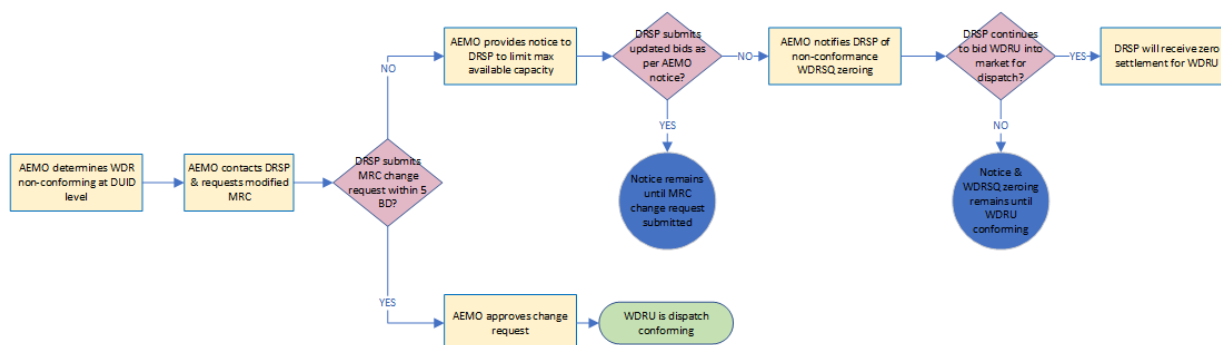 AEMO determines WDR
non-conforming at DUID
level
AEMO contacts DRSP
& requests modified
MRC
DRSP submits
MRC change
request within 5
BD?
NO
AEMO provides notice to
DRSP to limit max
available capacity
DRSP submits
updated bids as
per AEMO
notice?
NO
AEMO notifies DRSP of
non-conformance
WDRSQ zeroing
DRSP continues
to bid WDRU into
market for
dispatch?
YES
DRSP will receive zero
settlement for WDRU
YES
Notice remains
until MRC
change request
submitted
NO
Notice &
WDRSQ zeroing
remains until
WDRU
conforming
YES
AEMO approves change
request
WDRU is dispatch
conforming